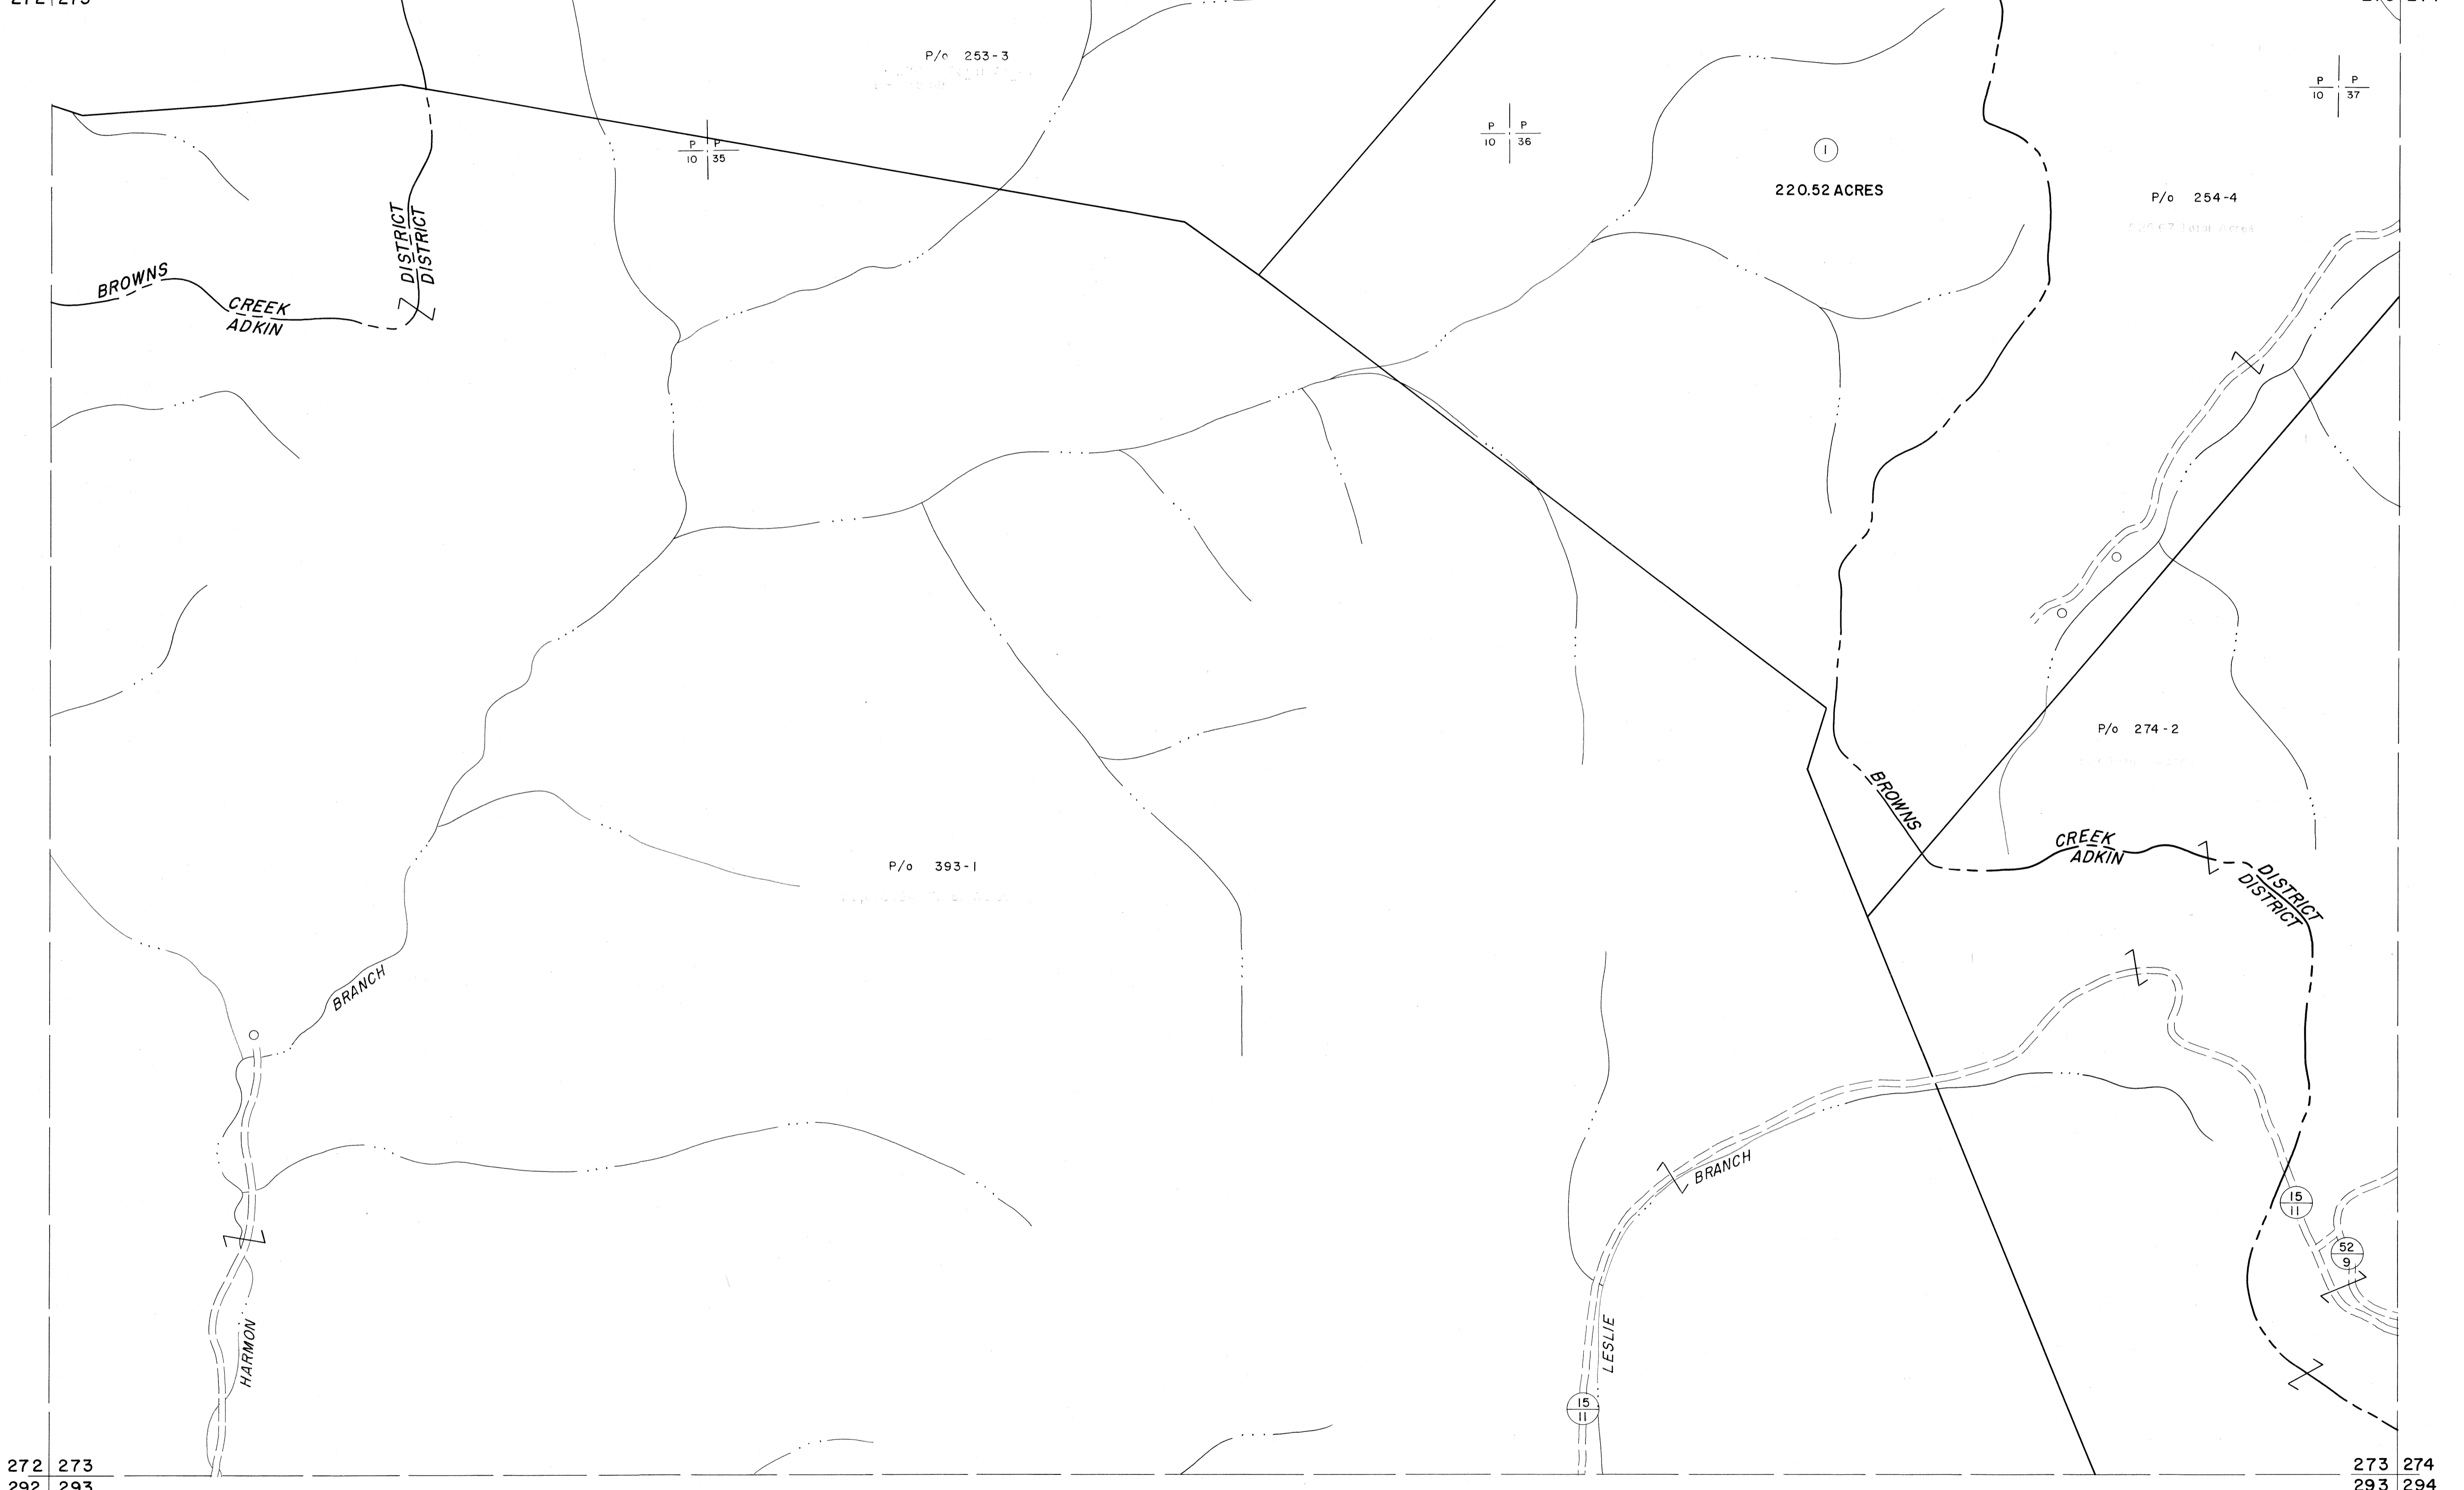 272 273
P/o 253-3
P P
10 37
P P
10 36
P P
10 35
1
220.52 ACRES
P/o 254-4
DISTRICT
DISTRICT
BROWNS
CREEK
ADKIN
P/o 274-2
BROWNS
CREEK
ADKIN
DISTRICT
DISTRICT
P/o 393-1
BRANCH
BRANCH
15
11
52
9
HARMON
LESLIE
15
11
272 273
292 293
273 274
293 294